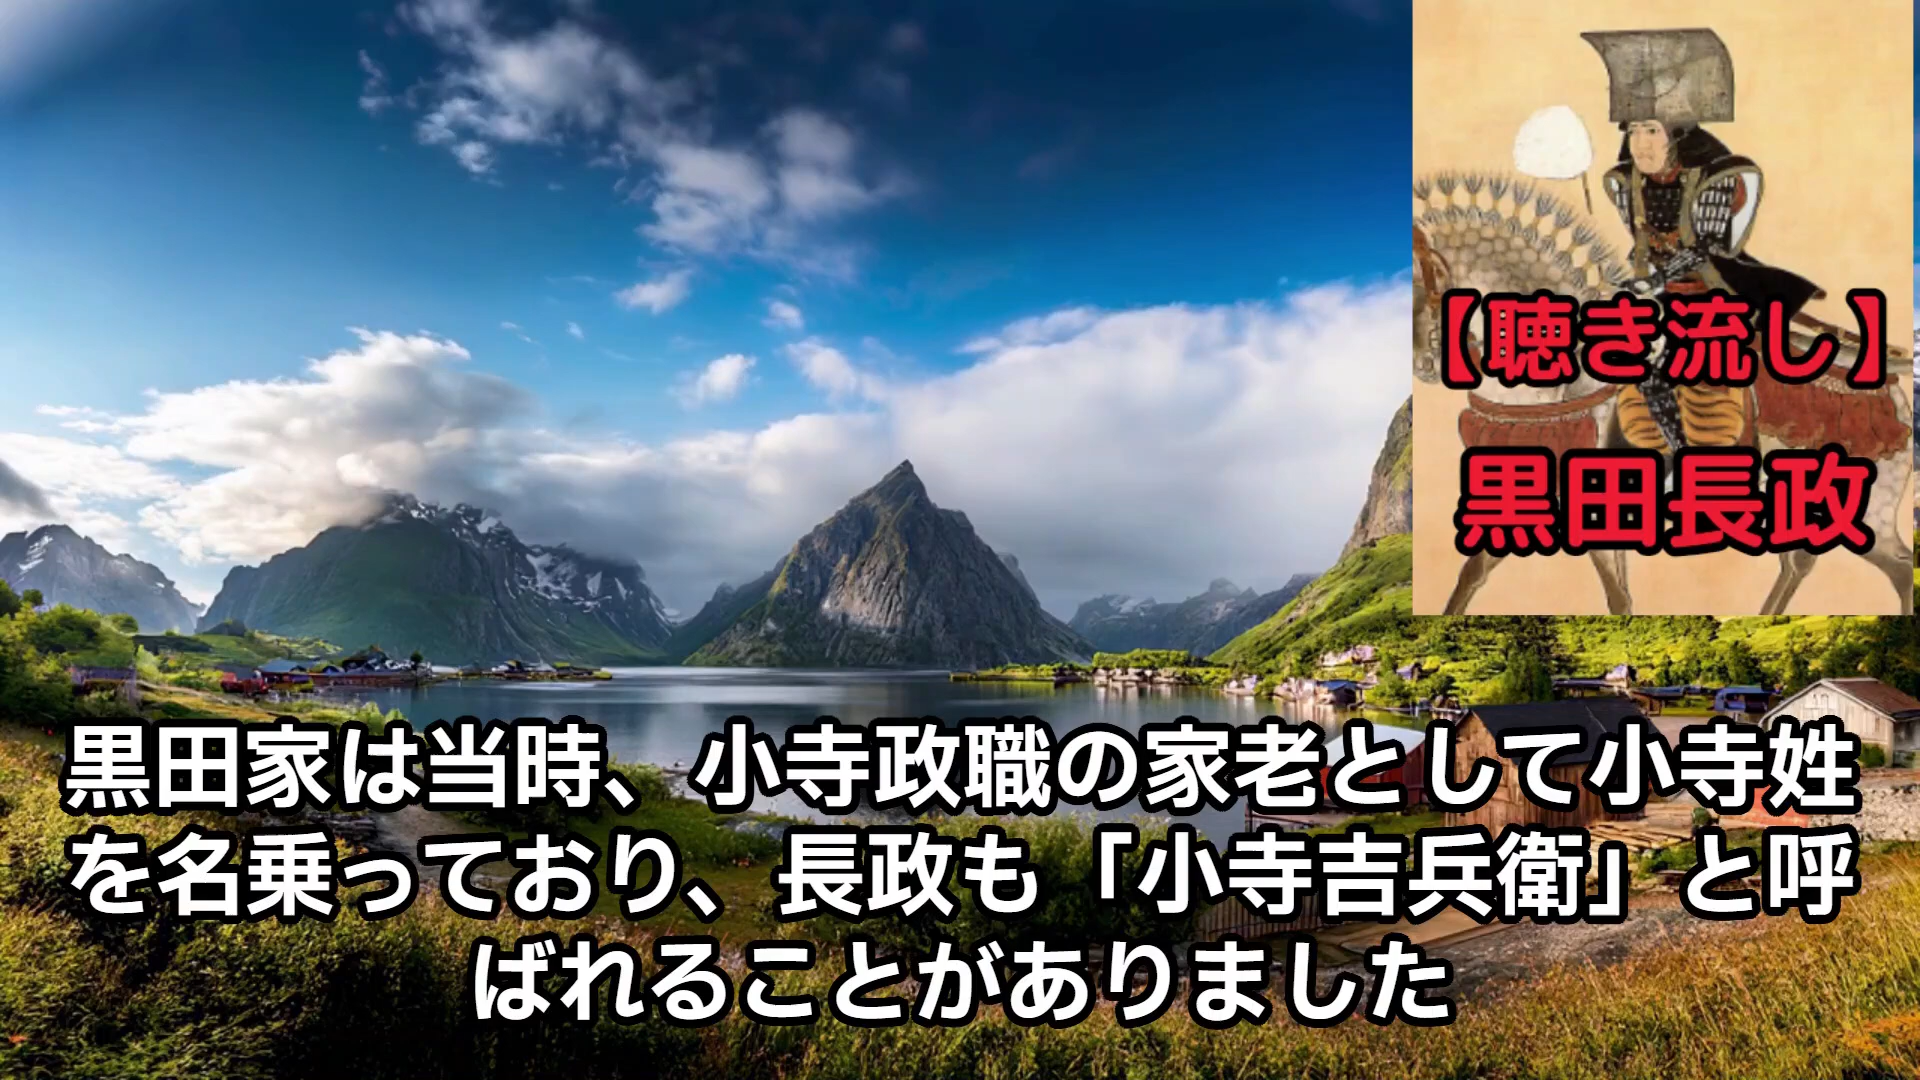 【聴き流し】
黒田長政
黒田家は当時、小寺政職の家老として小寺姓
を名乗っており、長政も「小寺吉兵衛」と呼
ばれることがありました